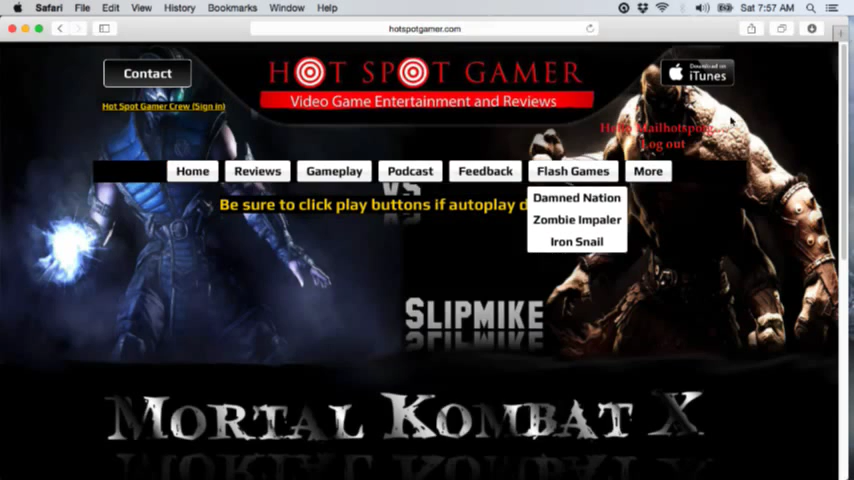 Safari File Edit View History Bookmarks Window Help Sat 7:57 AM
hotspotgamer.com
Contact
HOT SPOT GAMER
Download on
iTunes
Video Game Entertainment and Reviews
Hot Spot Gamer Crew (Sign In)
Log out
Home Reviews Gameplay Podcast Feedback Flash Games More
VS
Be sure to click play buttons if autoplay
Damned Nation
Zombie Impaler
Iron Snail
SLIPMIKE
MORTAL KOMBAT X